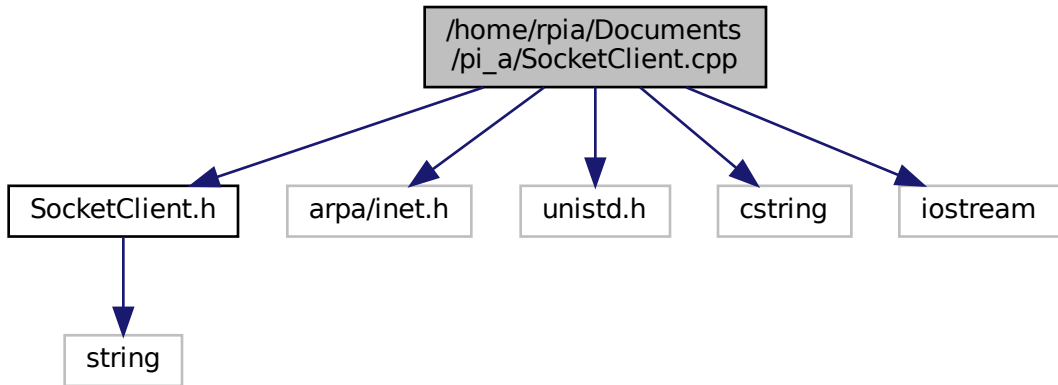 /home/rpia/Documents
/pi_a/SocketClient.cpp
SocketClient.h
arpa/inet.h
unistd.h
cstring
iostream
string